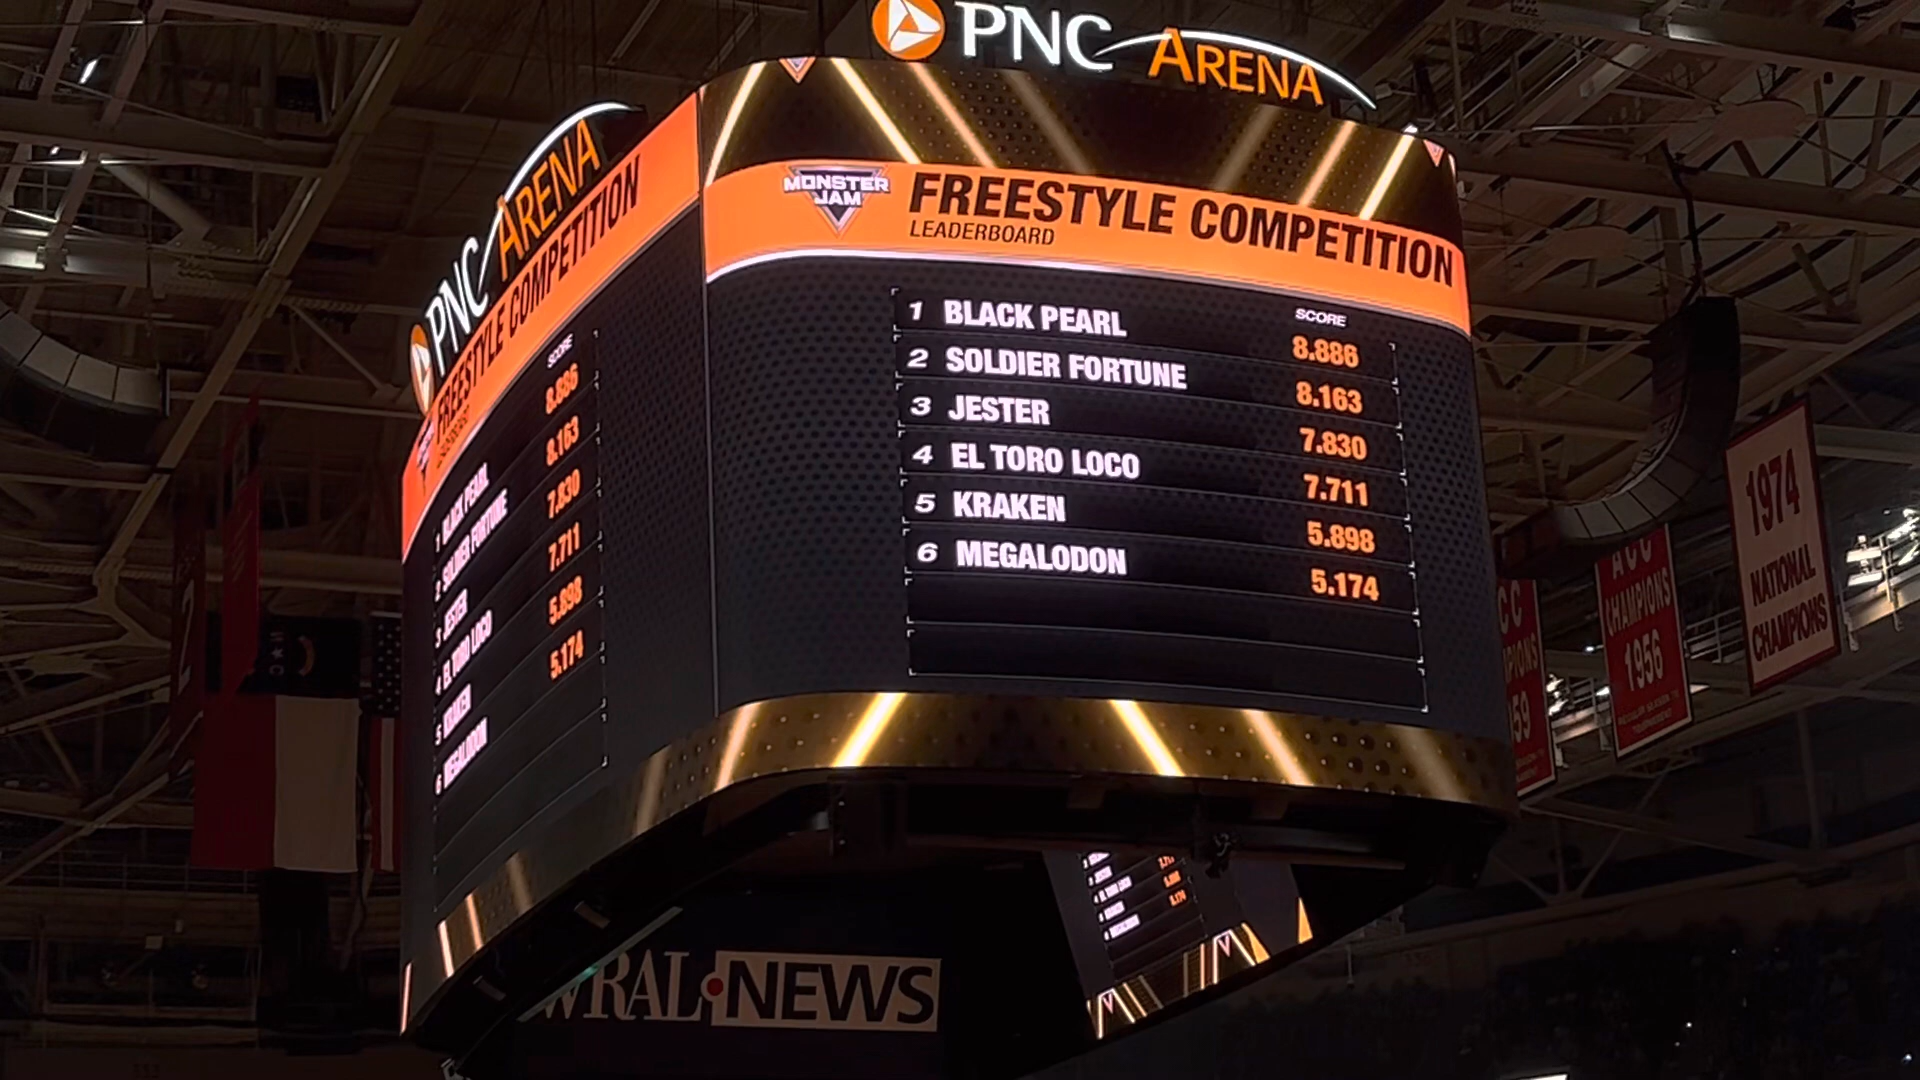 PNC ARENA
MONSTER JAM
FREESTYLE COMPETITION
LEADERBOARD
SCORE
1 BLACK PEARL 8.886
2 SOLDIER FORTUNE 8.163
3 JESTER 7.830
4 EL TORO LOCO 7.711
5 KRAKEN 5.898
6 MEGALODON 5.174
PNC ARENA
FREESTYLE COMPETITION
SCORE
1 BLACK PEARL 8.886
2 SOLDIER FORTUNE 8.163
3 JESTER 7.830
4 EL TORO LOCO 7.711
5 KRAKEN 5.898
6 MEGALODON 5.174
1974
NATIONAL
CHAMPIONS
ACC
CHAMPIONS
1956
WRAL NEWS